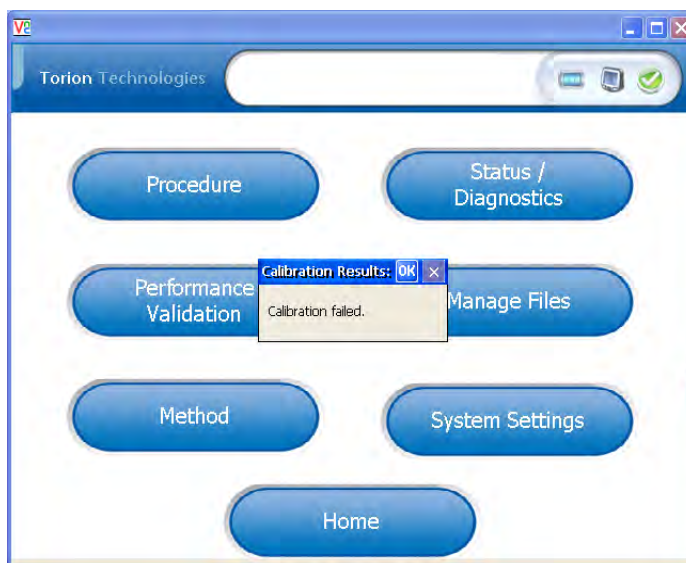 Torion Technologies
Procedure
Status /
Diagnostics
Calibration Results: OK
Calibration failed.
Performance
Validation
Manage Files
Method
System Settings
Home